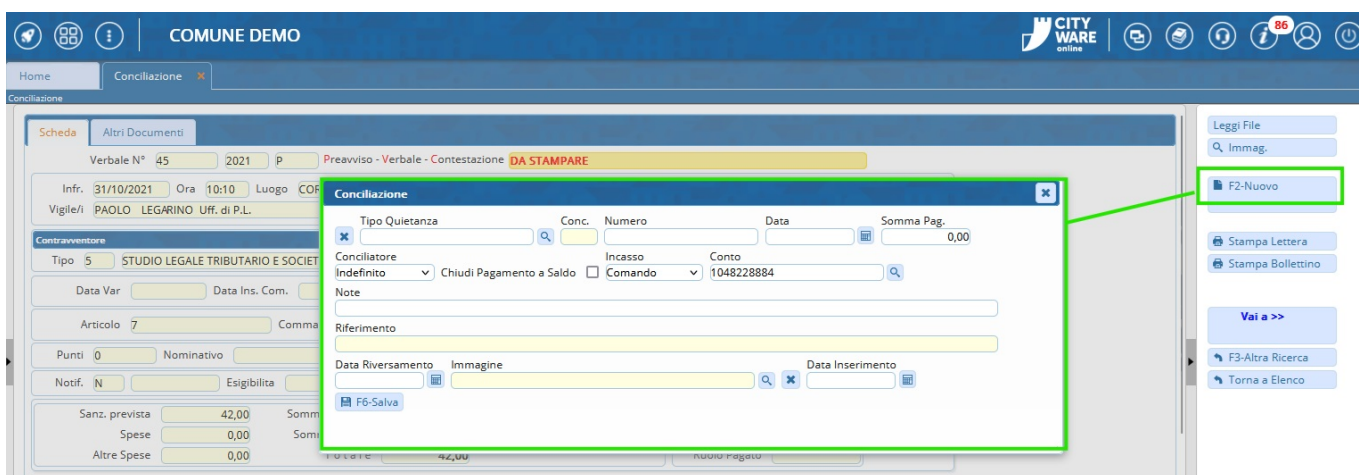 COMUNE DEMO
CITY
WARE
online
86
Home
Conciliazione
Conciliazione
Scheda
Altri Documenti
Verbale N° 45 2021 P Preavviso - Verbale - Contestazione DA STAMPARE
Infr. 31/10/2021 Ora 10:10 Luogo COR
Vigile/i PAOLO LEGARINO Uff. di P.L.
Contravventore
Tipo 5 STUDIO LEGALE TRIBUTARIO E SOCIET
Data Var Data Ins. Com.
Articolo 7 Comma
Punti 0 Nominativo
Notif. N Esigibilita
Sanz. prevista 42,00 Somm
Spese 0,00 Som
Altre Spese 0,00 Totale 42,00 Ruolo Pagato
Conciliazione
Tipo Quietanza Conc. Numero Data Somma Pag.
0,00
Conciliatore Incasso Conto
Indefinito Chiudi Pagamento a Saldo Comando 1048228884
Note
Riferimento
Data Riversamento Immagine Data Inserimento
F6-Salva
Leggi File
Immag.
F2-Nuovo
Stampa Lettera
Stampa Bollettino
Vai a >>
F3-Altra Ricerca
Torna a Elenco